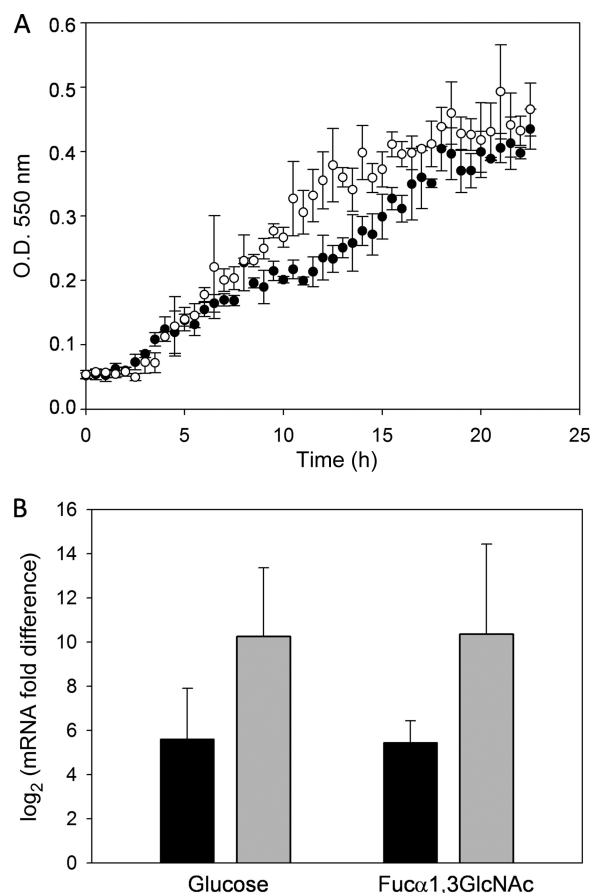 A
0.6
0.5
0.4
0.3
0.2
0.1
0.0
O.D. 550 nm
0 5 10 15 20 25
Time (h)
B
16
14
12
10
8
6
4
2
0
log₂ (mRNA fold difference)
Glucose Fucα1,3GlcNAc